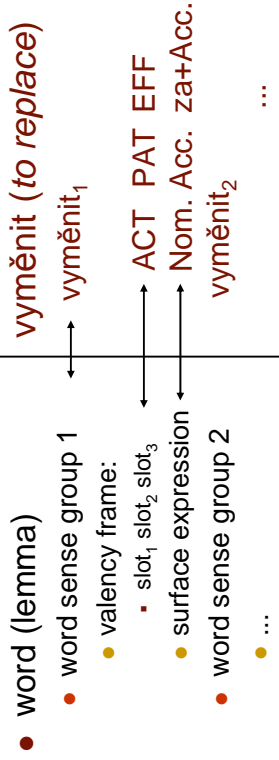 word (lemma)
word sense group 1
valency frame:
slot1 slot2 slot3
surface expression
word sense group 2
...
vyměnit (to replace)
vyměnit1
ACT PAT EFF
Nom. Acc. za+Acc.
vyměnit2
...